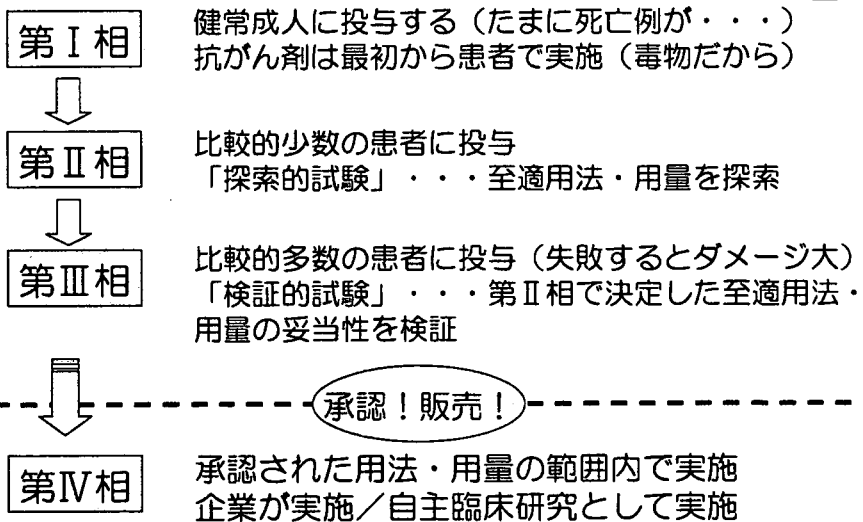 第Ⅰ相
健常成人に投与する（たまに死亡例が・・・）
抗がん剤は最初から患者で実施（毒物だから）
第Ⅱ相
比較的少数の患者に投与
「探索的試験」・・・至適用法・用量を探索
第Ⅲ相
比較的多数の患者に投与（失敗するとダメージ大）
「検証的試験」・・・第Ⅱ相で決定した至適用法・
用量の妥当性を検証
承認！販売！
第Ⅳ相
承認された用法・用量の範囲内で実施
企業が実施／自主臨床研究として実施